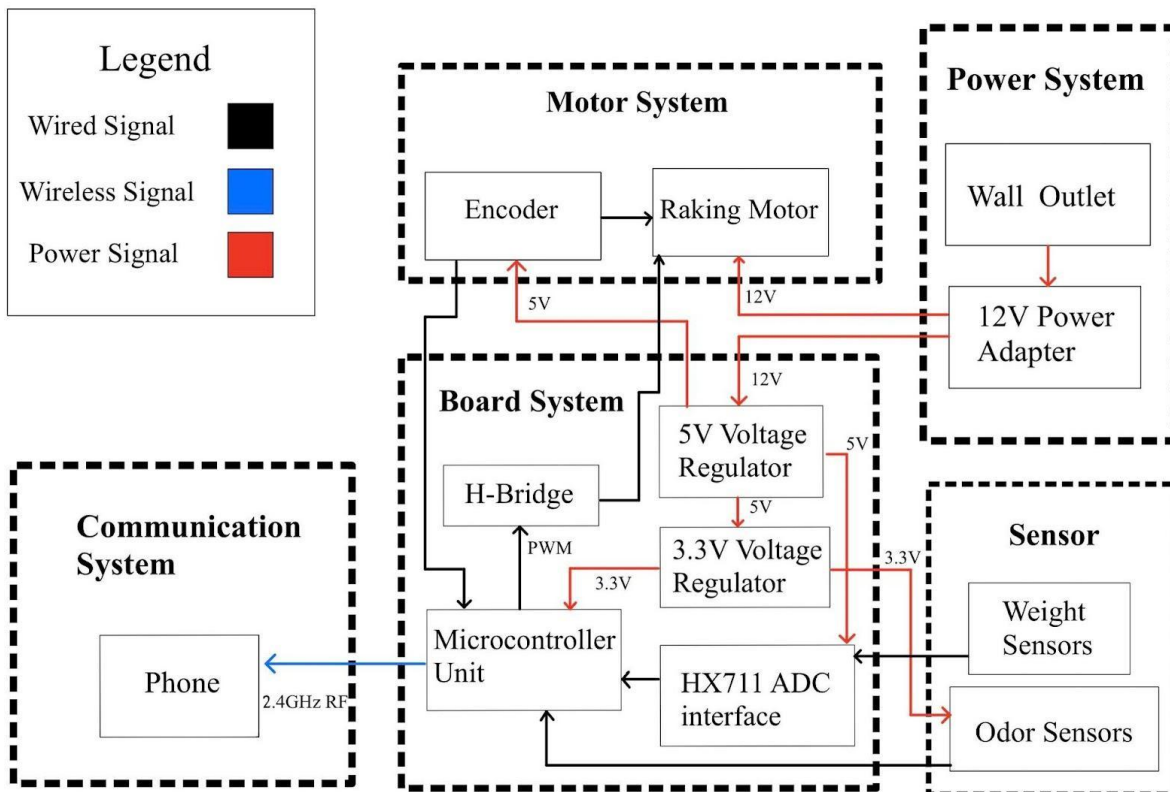 Legend
Wired Signal
Wireless Signal
Power Signal
Motor System
Encoder
Raking Motor
5V
12V
Power System
Wall Outlet
12V Power
Adapter
12V
Board System
5V Voltage
Regulator
5V
H-Bridge
5V
PWM
3.3V Voltage
Regulator
3.3V
3.3V
Microcontroller
Unit
HX711 ADC
interface
Communication
System
Phone
2.4GHz RF
Sensor
Weight
Sensors
Odor Sensors